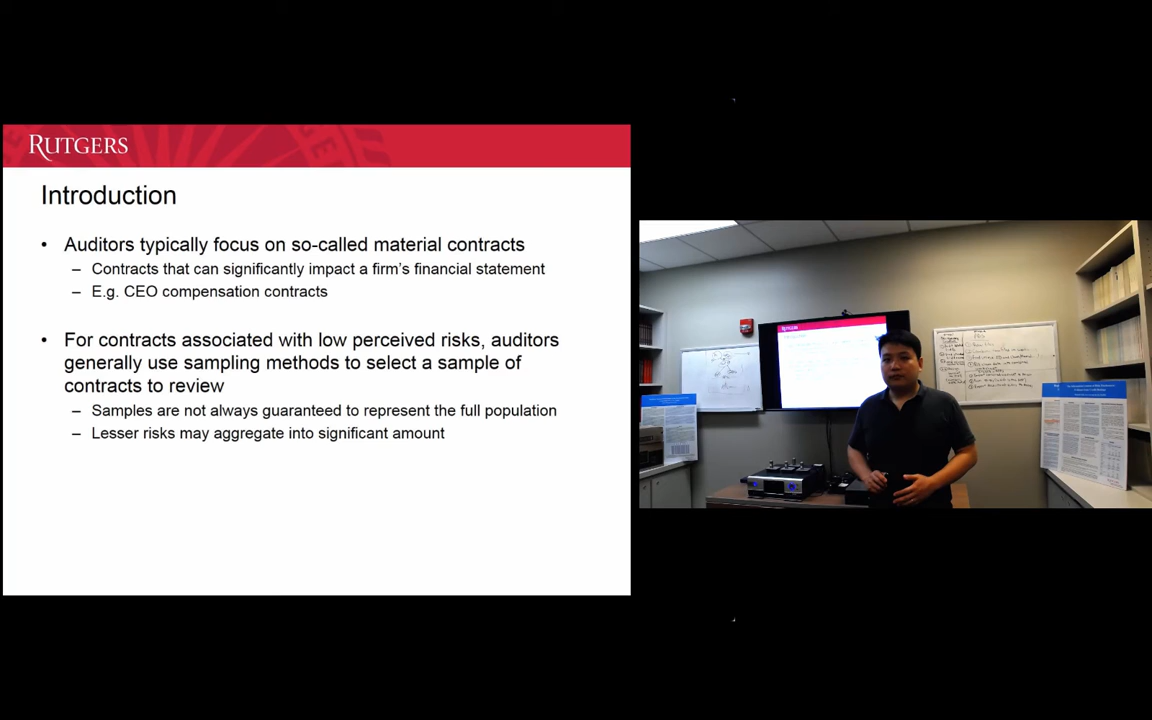 RUTGERS
Introduction
• Auditors typically focus on so-called material contracts
– Contracts that can significantly impact a firm's financial statement
– E.g. CEO compensation contracts
• For contracts associated with low perceived risks, auditors
generally use sampling methods to select a sample of
contracts to review
– Samples are not always guaranteed to represent the full population
– Lesser risks may aggregate into significant amount